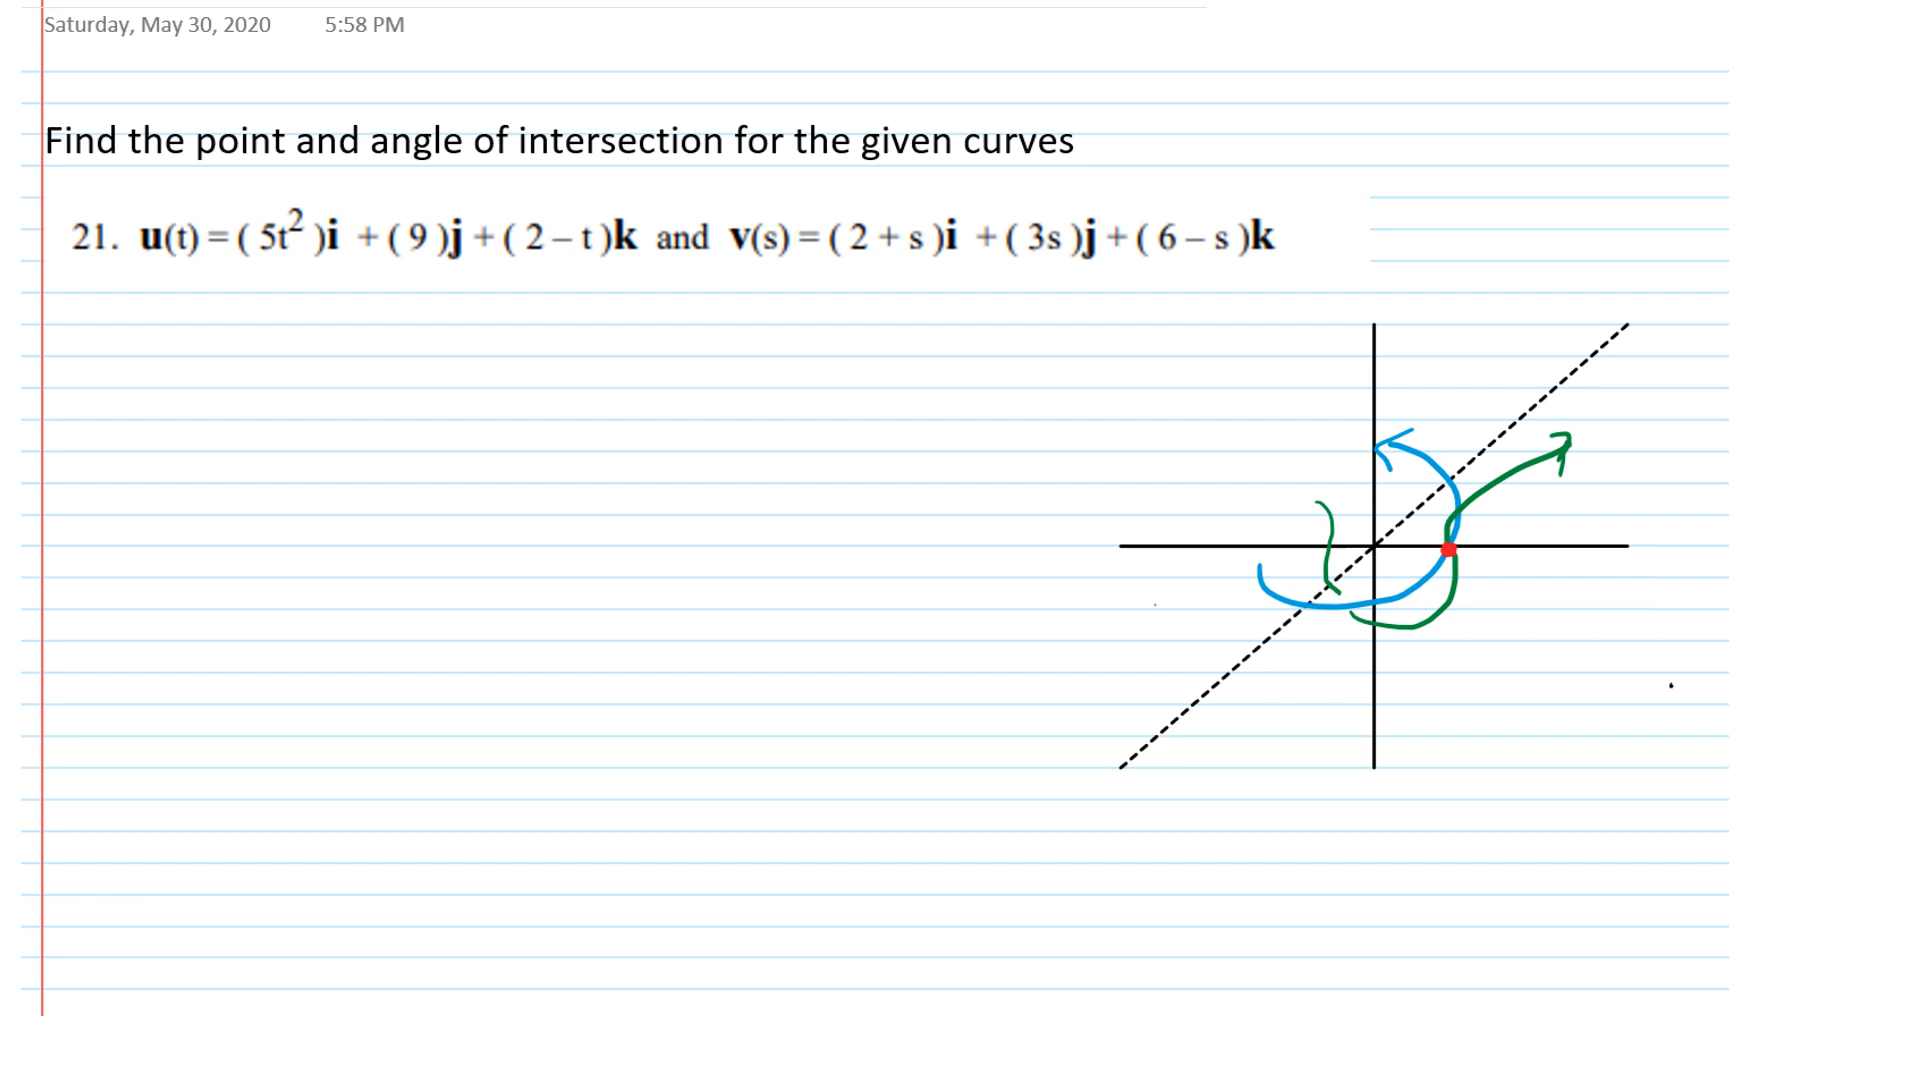 Saturday, May 30, 2020 5:58 PM
Find the point and angle of intersection for the given curves
21. u(t) = ( 5t² )i + ( 9 )j + ( 2 – t )k and v(s) = ( 2 + s )i + ( 3s )j + ( 6 – s )k